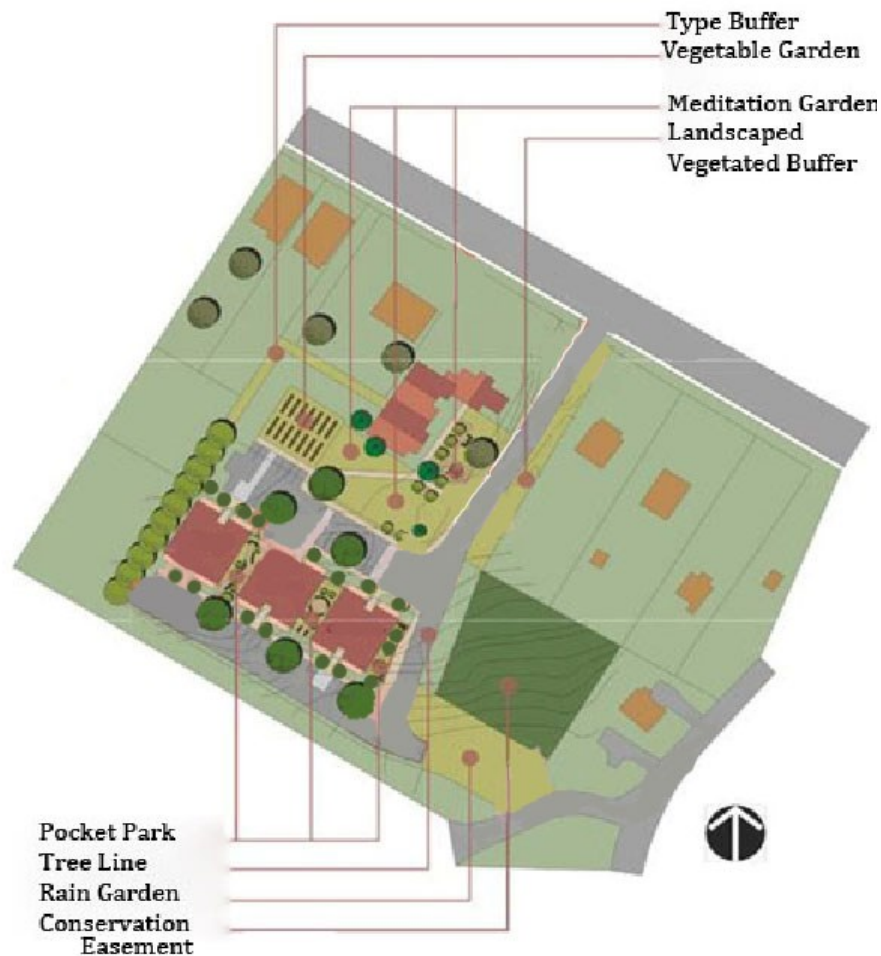 Type Buffer
Vegetable Garden
Meditation Garden
Landscaped
Vegetated Buffer
Pocket Park
Tree Line
Rain Garden
Conservation
Easement